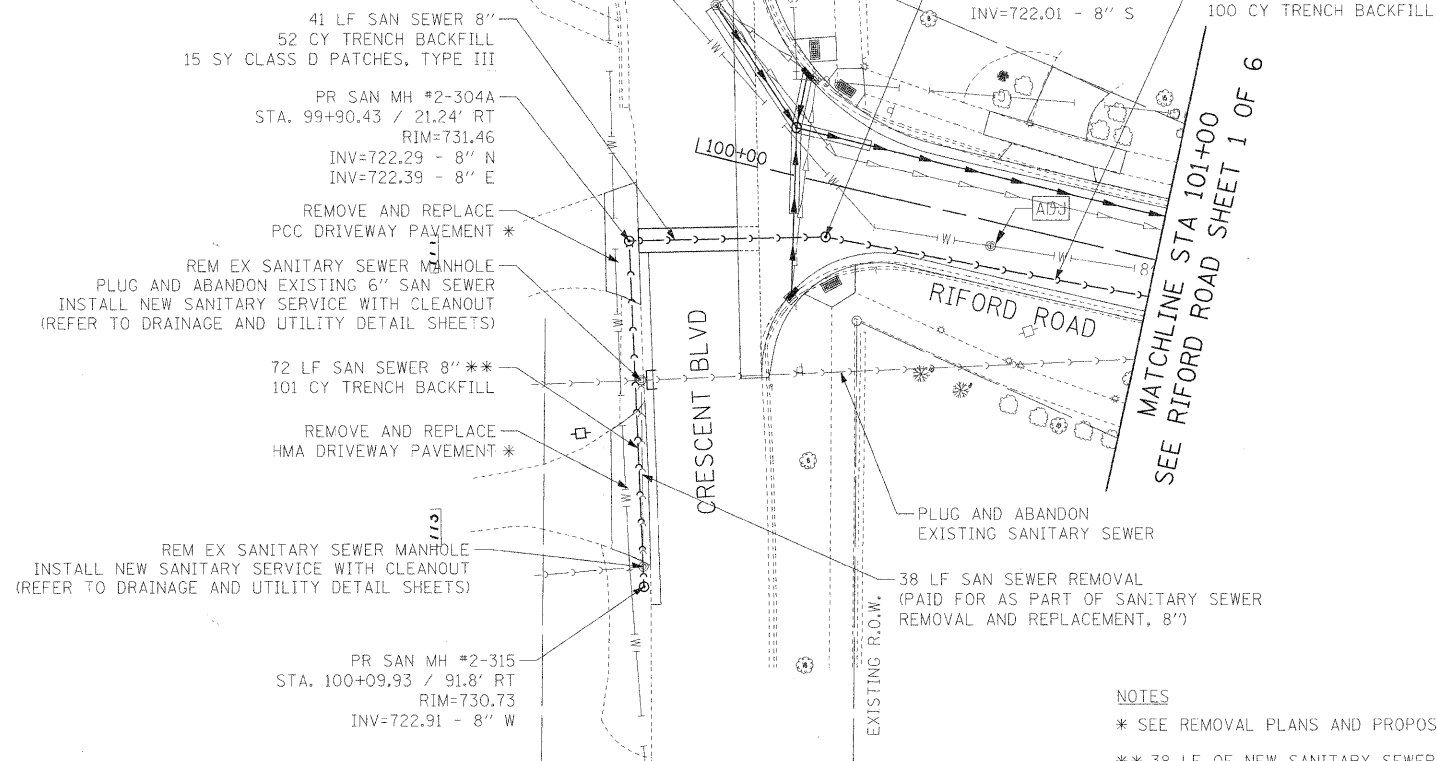 41 LF SAN SEWER 8"
52 CY TRENCH BACKFILL
15 SY CLASS D PATCHES, TYPE III
INV=722.01 - 8" S
100 CY TRENCH BACKFILL
PR SAN MH #2-304A
STA. 99+90.43 / 21.24' RT
RIM=731.46
INV=722.29 - 8" N
INV=722.39 - 8" E
100+00
REMOVE AND REPLACE
PCC DRIVEWAY PAVEMENT *
ADJ
REM EX SANITARY SEWER MANHOLE
PLUG AND ABANDON EXISTING 6" SAN SEWER
INSTALL NEW SANITARY SERVICE WITH CLEANOUT
(REFER TO DRAINAGE AND UTILITY DETAIL SHEETS)
RIFORD ROAD
MATCHLINE STA 101+00
SEE RIFORD ROAD SHEET 1 OF 6
CRESCENT BLVD
72 LF SAN SEWER 8" **
101 CY TRENCH BACKFILL
REMOVE AND REPLACE
HMA DRIVEWAY PAVEMENT *
PLUG AND ABANDON
EXISTING SANITARY SEWER
113
REM EX SANITARY SEWER MANHOLE
INSTALL NEW SANITARY SERVICE WITH CLEANOUT
(REFER TO DRAINAGE AND UTILITY DETAIL SHEETS)
38 LF SAN SEWER REMOVAL
(PAID FOR AS PART OF SANITARY SEWER
REMOVAL AND REPLACEMENT, 8")
EXISTING R.O.W.
PR SAN MH #2-315
STA. 100+09.93 / 91.8' RT
RIM=730.73
INV=722.91 - 8" W
NOTES
* SEE REMOVAL PLANS AND PROPOS
** 38 LF OF NEW SANITARY SEWER